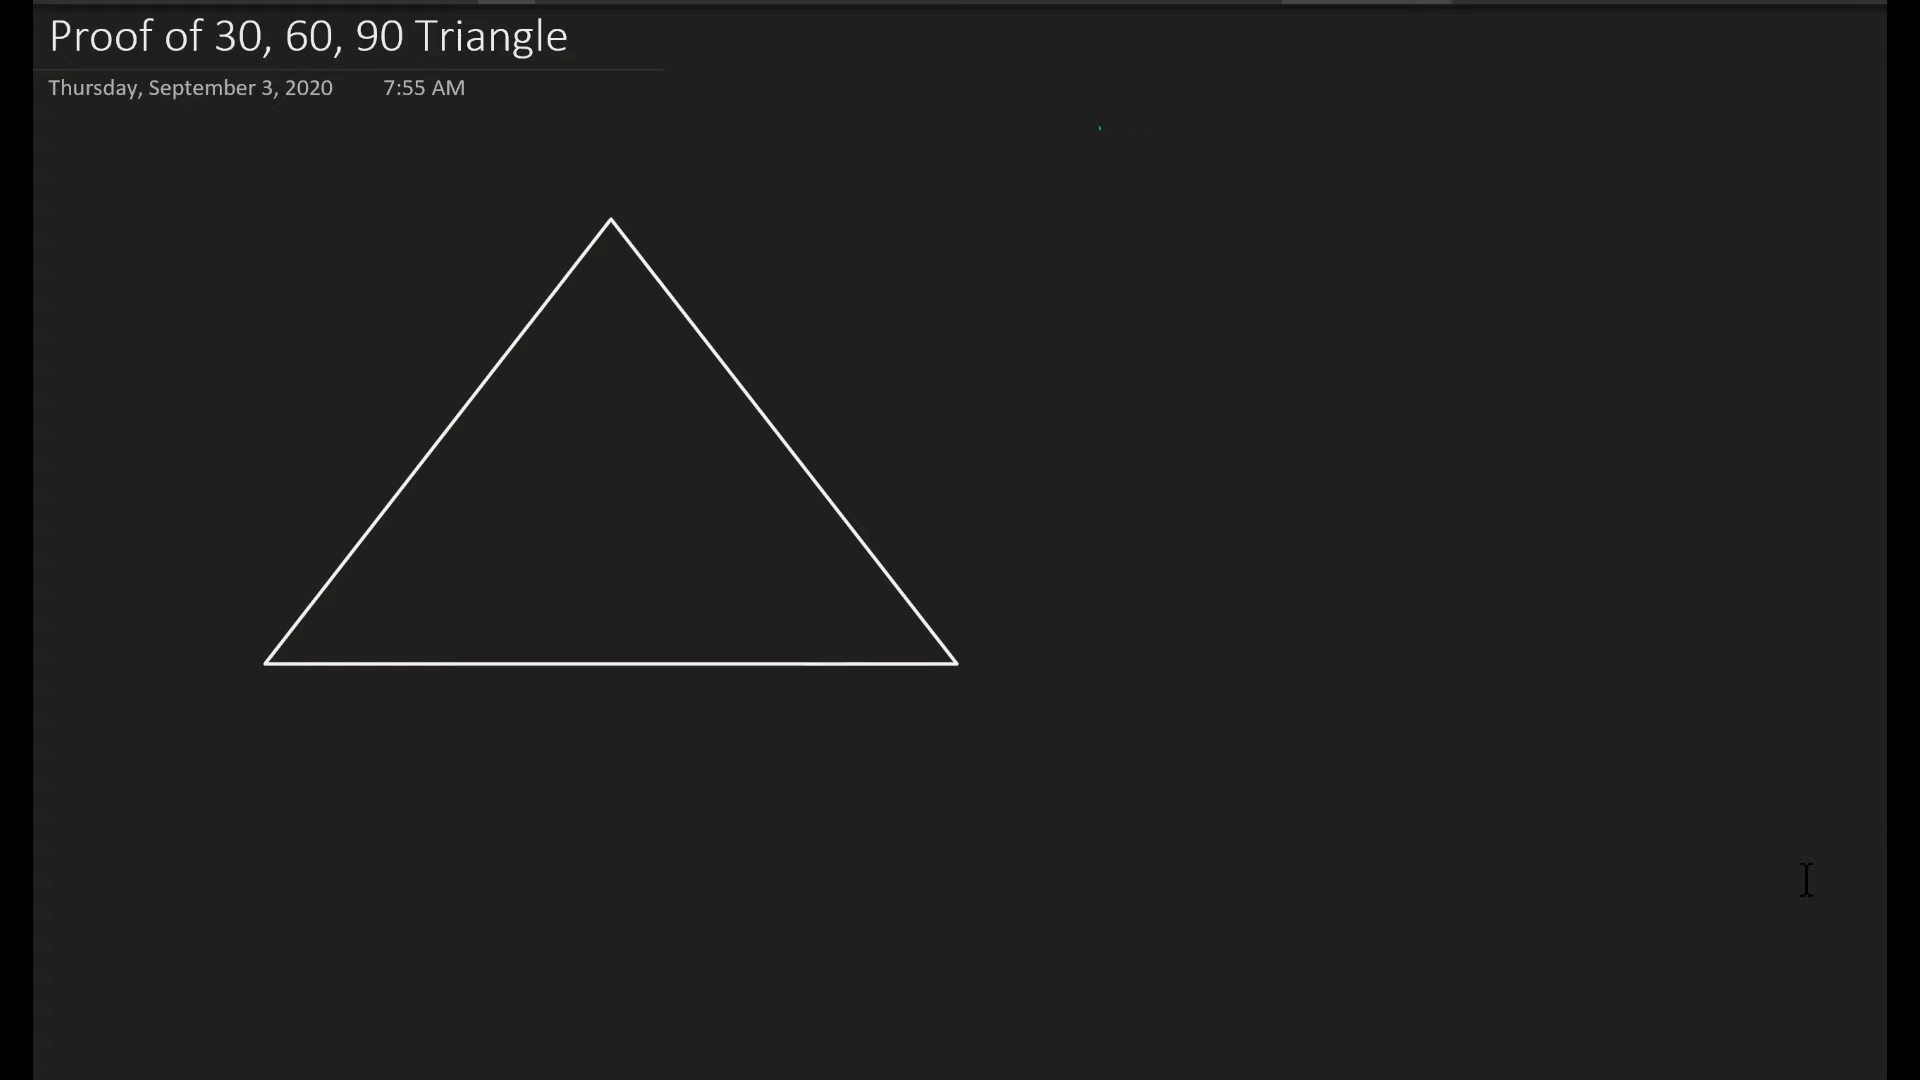 Proof of 30, 60, 90 Triangle
Thursday, September 3, 2020 7:55 AM